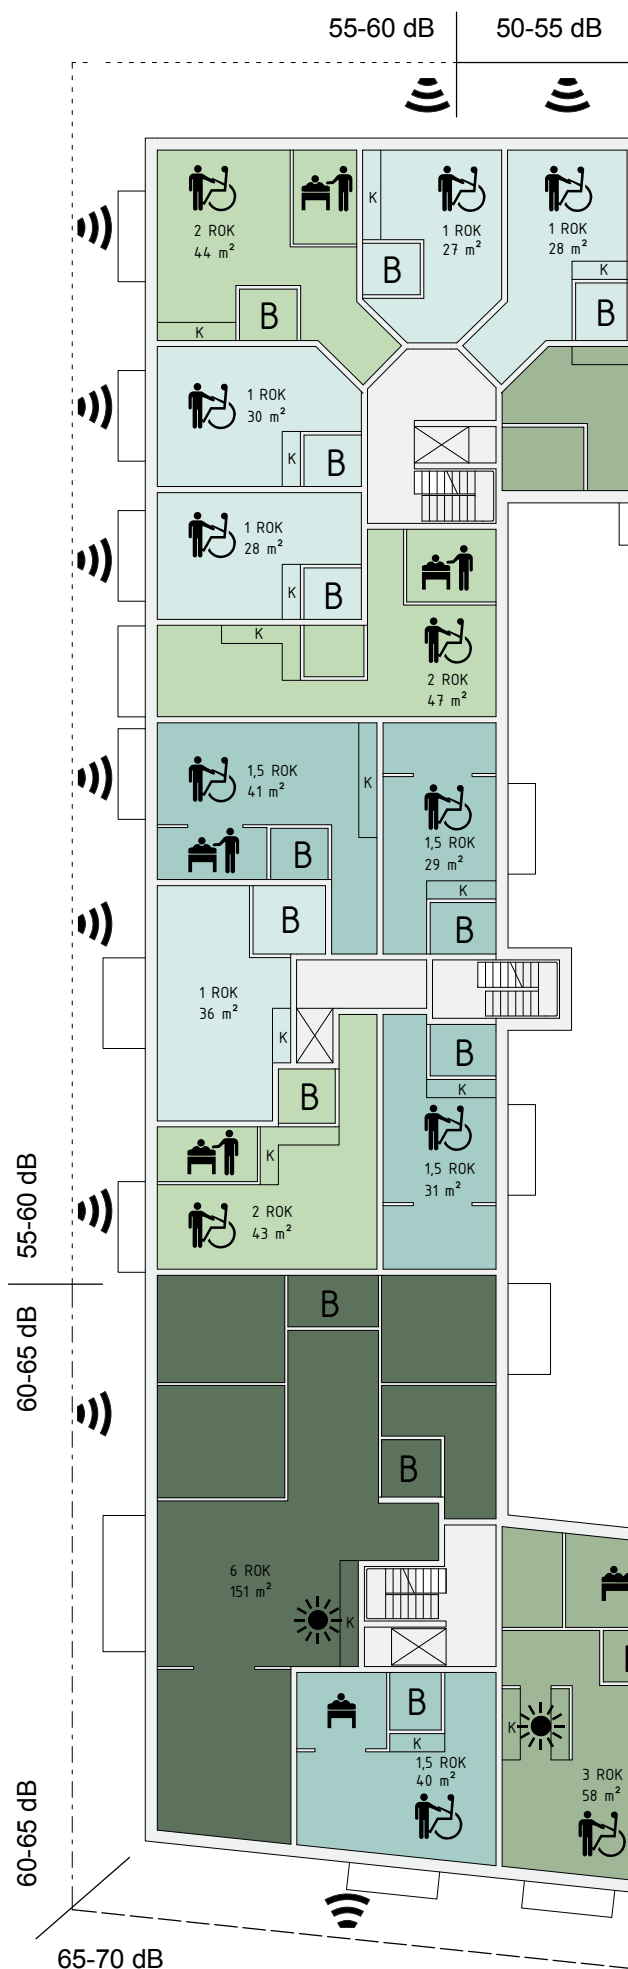 55-60 dB
50-55 dB
2 ROK
44 m²
K
B
K
1 ROK
27 m²
B
1 ROK
28 m²
K
B
1 ROK
30 m²
K
B
1 ROK
28 m²
K
B
K
2 ROK
47 m²
1,5 ROK
41 m²
K
B
1,5 ROK
29 m²
K
B
B
1 ROK
36 m²
K
B
K
1,5 ROK
31 m²
B
K
2 ROK
43 m²
55-60 dB
60-65 dB
B
B
6 ROK
151 m²
K
B
K
1,5 ROK
40 m²
K
3 ROK
58 m²
60-65 dB
65-70 dB